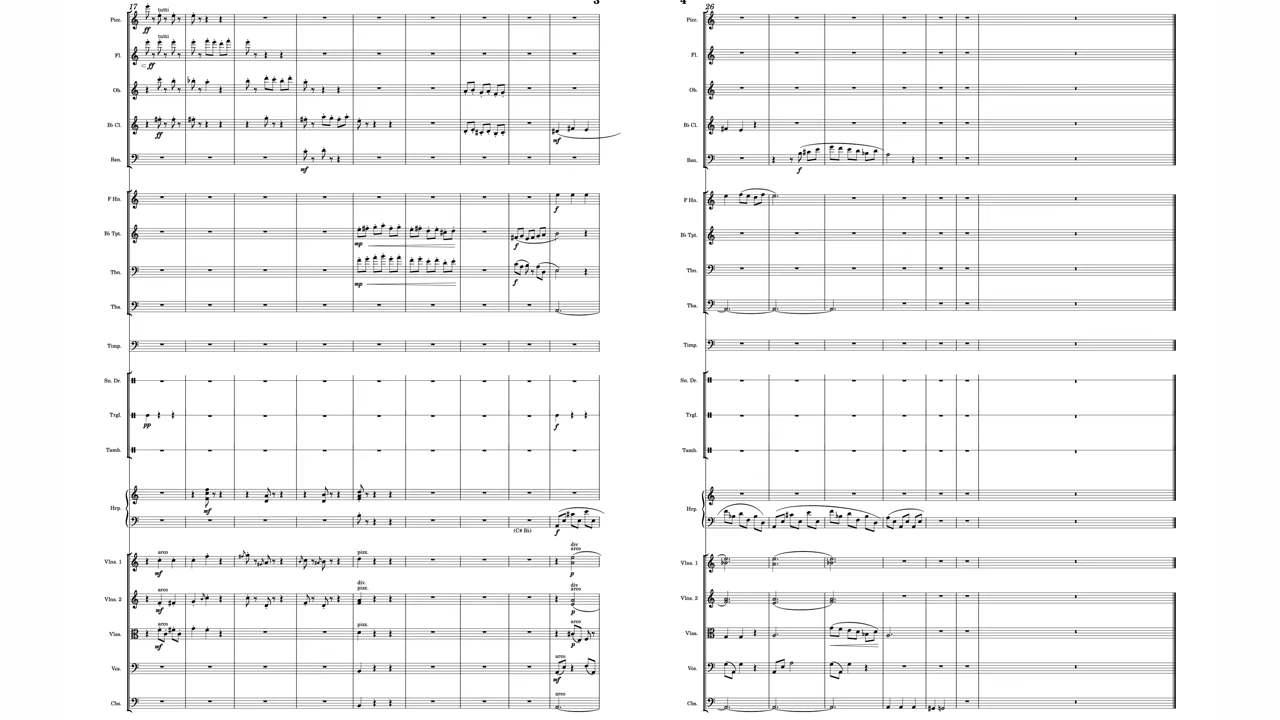 17
3
Picc.
ff
tutti
Fl.
ff
tutti
Ob.
B♭ Cl.
ff
mf
Bsn.
mf
F Hn.
f
B♭ Tpt.
mp
f
Tbn.
mp
f
Tba.
Timp.
Sn. Dr.
Trgl.
pp
f
Tamb.
Hrp.
mf
(C# B♮)
f
Vlns. 1
arco
mf
pizz.
div
arco
p
Vlns. 2
arco
mf
div.
pizz.
div
arco
p
Vlas.
arco
mf
pizz.
arco
p
Vcs.
arco
mf
Cbs.
arco
4
26
Picc.
Fl.
Ob.
B♭ Cl.
Bsn.
f
F Hn.
B♭ Tpt.
Tbn.
Tba.
Timp.
Sn. Dr.
Trgl.
Tamb.
Hrp.
Vlns. 1
Vlns. 2
Vlas.
Vcs.
Cbs.